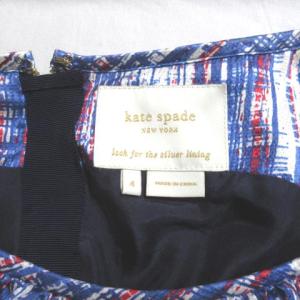 kate spade
NEW YORK
look for the silver lining
4
MADE IN CHINA